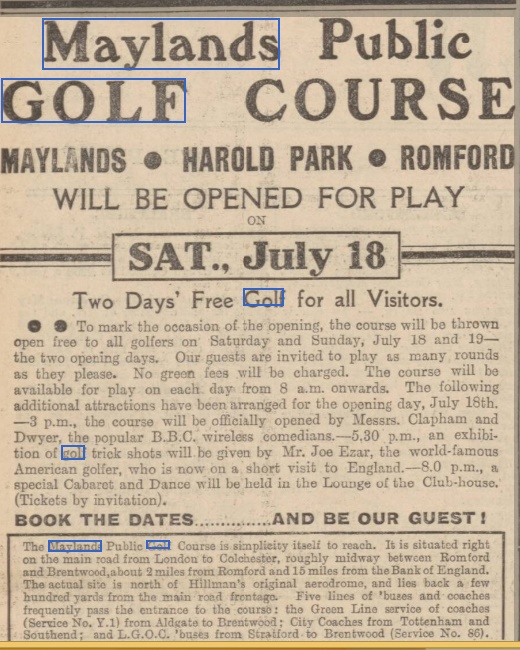 Maylands Public
GOLF COURSE
MAYLANDS ● HAROLD PARK ● ROMFORD
WILL BE OPENED FOR PLAY
ON
SAT., July 18
Two Days' Free Golf for all Visitors.
● ● To mark the occasion of the opening, the course will be thrown
open free to all golfers on Saturday and Sunday, July 18 and 19—
the two opening days. Our guests are invited to play as many rounds
as they please. No green fees will be charged. The course will be
available for play on each day from 8 a.m. onwards. The following
additional attractions have been arranged for the opening day, July 18th.
—3 p.m., the course will be officially opened by Messrs. Clapham and
Dwyer, the popular B.B.C. wireless comedians.—5.30 p.m., an exhibi-
tion of golf trick shots will be given by Mr. Joe Ezar, the world-famous
American golfer, who is now on a short visit to England.—8.0 p.m., a
special Cabaret and Dance will be held in the Lounge of the Club-house.
(Tickets by invitation).
BOOK THE DATES.............AND BE OUR GUEST!
The Maylands Public Golf Course is simplicity itself to reach. It is situated right
on the main road from London to Colchester, roughly midway between Romford
and Brentwood, about 2 miles from Romford and 15 miles from the Bank of England.
The actual site is north of Hillman's original aerodrome, and lies back a few
hundred yards from the main road frontage. Five lines of 'buses and coaches
frequently pass the entrance to the course: the Green Line service of coaches
(Service No. Y.1) from Aldgate to Brentwood; City Coaches from Tottenham and
Southend; and L.G.O.C. 'buses from Stratford to Brentwood (Service No. 86).